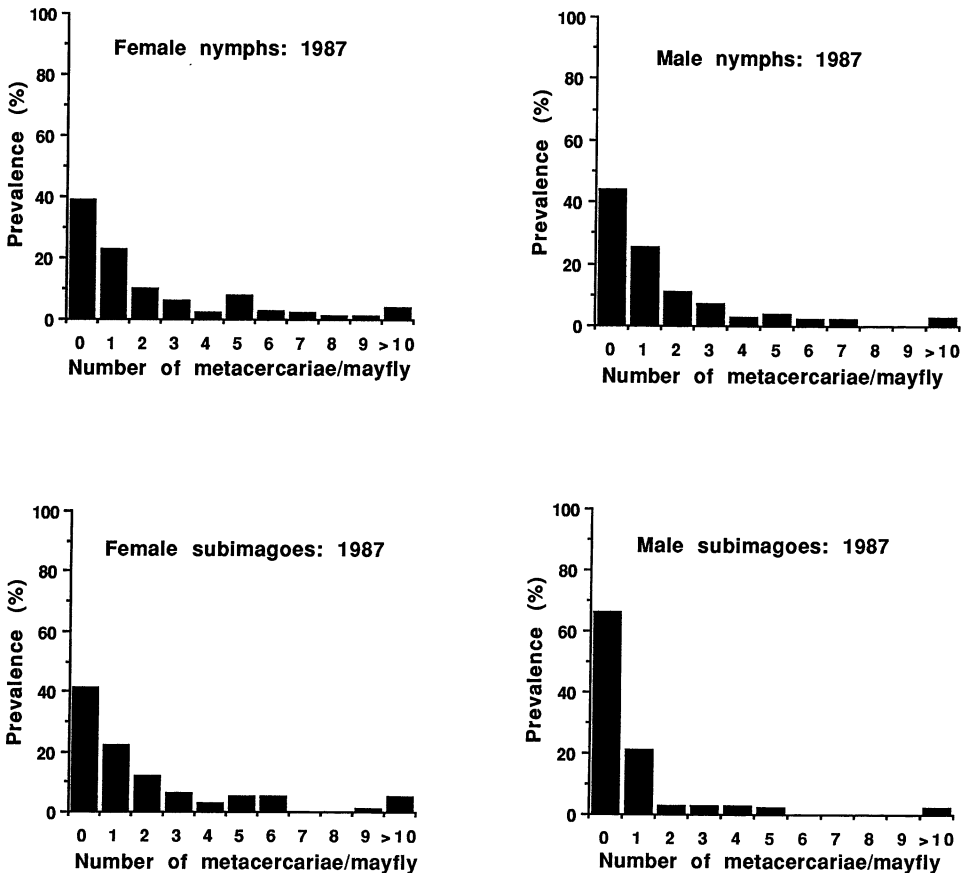 Female nymphs: 1987
Prevalence (%)
100
80
60
40
20
0
0 1 2 3 4 5 6 7 8 9 >10
Number of metacercariae/mayfly
Male nymphs: 1987
Prevalence (%)
100
80
60
40
20
0
0 1 2 3 4 5 6 7 8 9 >10
Number of metacercariae/mayfly
Female subimagoes: 1987
Prevalence (%)
100
80
60
40
20
0
0 1 2 3 4 5 6 7 8 9 >10
Number of metacercariae/mayfly
Male subimagoes: 1987
Prevalence (%)
100
80
60
40
20
0
0 1 2 3 4 5 6 7 8 9 >10
Number of metacercariae/mayfly